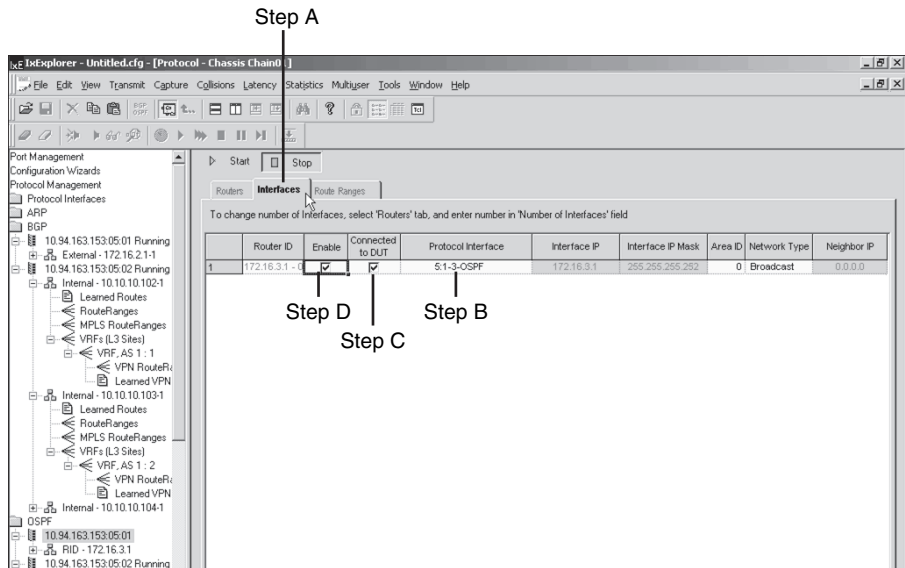 Step A
IxExplorer - Untitled.cfg - [Protocol - Chassis Chain01]
File Edit View Transmit Capture Collisions Latency Statistics Multiuser Tools Window Help
Port Management
Configuration Wizards
Protocol Management
Protocol Interfaces
ARP
BGP
10.94.163.153:05:01 Running
External - 172.16.2.1-1
10.94.163.153:05:02 Running
Internal - 10.10.10.102-1
Learned Routes
RouteRanges
MPLS RouteRanges
VRFs (L3 Sites)
VRF, AS 1 : 1
VPN RouteRa
Learned VPN
Internal - 10.10.10.103-1
Learned Routes
RouteRanges
MPLS RouteRanges
VRFs (L3 Sites)
VRF, AS 1 : 2
VPN RouteRa
Learned VPN
Internal - 10.10.10.104-1
OSPF
10.94.163.153:05:01
RID - 172.16.3.1
10.94.163.153:05:02 Running
Start Stop
Routers Interfaces Route Ranges
To change number of Interfaces, select 'Routers' tab, and enter number in 'Number of Interfaces' field
Router ID Enable Connected to DUT Protocol Interface Interface IP Interface IP Mask Area ID Network Type Neighbor IP
1 172.16.3.1 - 0 5:1-3-OSPF 172.16.3.1 255.255.255.252 0 Broadcast 0.0.0.0
Step D
Step C
Step B